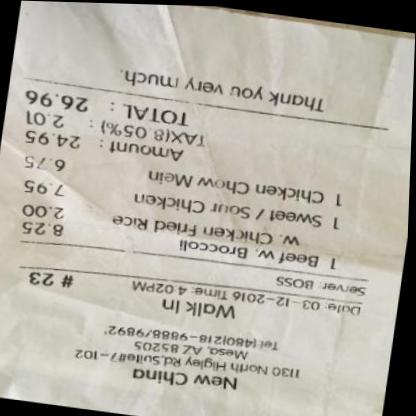 New China
1130 North Higley Rd,Suite#7-102
Mesa, AZ 85205
Tel:(480)218-9888/9892'
Walk In
Date: 03-12-2016 Time: 4:02PM
Server: BOSS # 23
1 Beef w. Broccoli 8.25
W. Chicken Fried Rice 2.00
1 Sweet / Sour Chicken 7.95
1 Chicken Chow Mein 6.75
Amount : 24.95
TAX(8.05%) : 2.01
TOTAL : 26.96
Thank you very much.